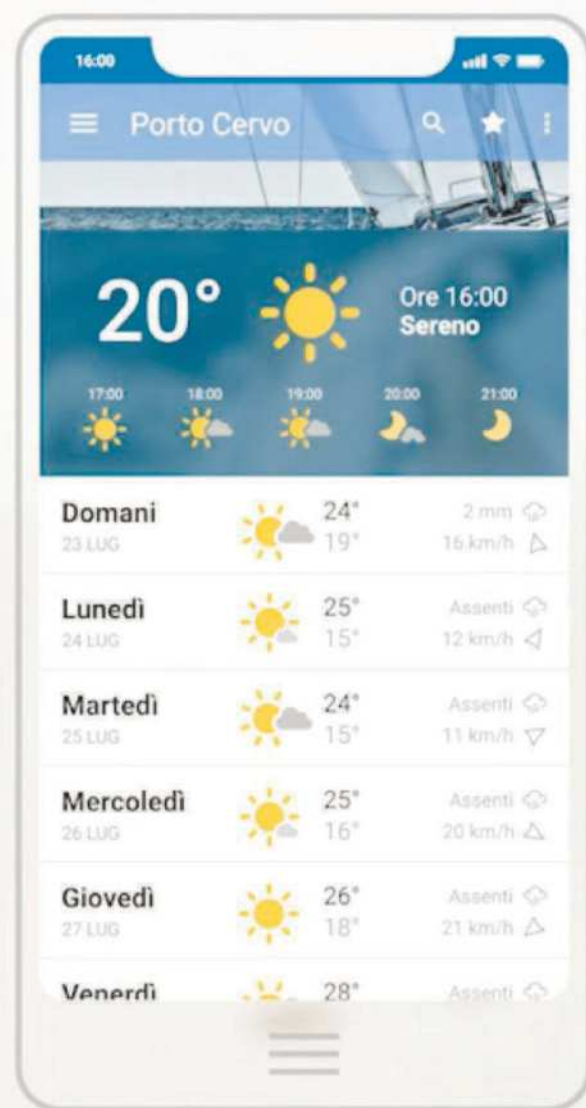 16:00
Porto Cervo
20°
Ore 16:00
Sereno
17:00 18:00 19:00 20:00 21:00
Domani 24° 2 mm
23 LUG 19° 16 km/h
Lunedì 25° Assenti
24 LUG 15° 12 km/h
Martedì 24° Assenti
25 LUG 15° 11 km/h
Mercoledì 25° Assenti
26 LUG 16° 20 km/h
Giovedì 26° Assenti
27 LUG 18° 21 km/h
Venerdì 28° Assenti